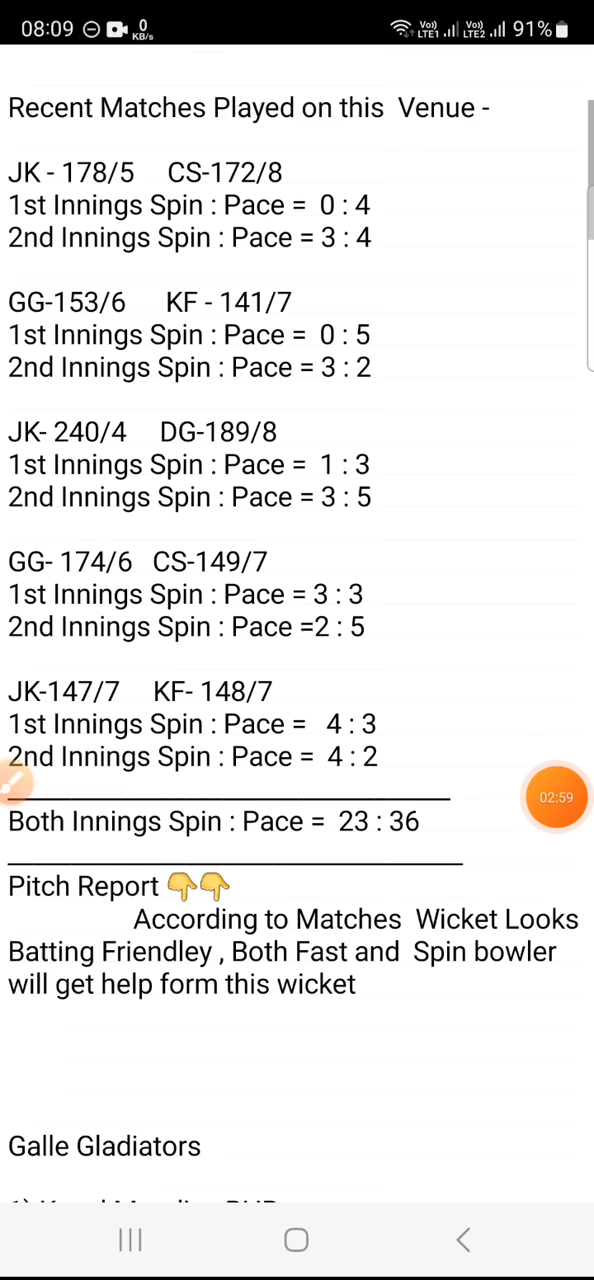 08:09 0 KB/s Vo)) LTE1 Vo)) LTE2 91%
Recent Matches Played on this Venue -
JK - 178/5 CS-172/8
1st Innings Spin : Pace = 0 : 4
2nd Innings Spin : Pace = 3 : 4
GG-153/6 KF - 141/7
1st Innings Spin : Pace = 0 : 5
2nd Innings Spin : Pace = 3 : 2
JK- 240/4 DG-189/8
1st Innings Spin : Pace = 1 : 3
2nd Innings Spin : Pace = 3 : 5
GG- 174/6 CS-149/7
1st Innings Spin : Pace = 3 : 3
2nd Innings Spin : Pace =2 : 5
JK-147/7 KF- 148/7
1st Innings Spin : Pace = 4 : 3
2nd Innings Spin : Pace = 4 : 2
02:59
Both Innings Spin : Pace = 23 : 36
Pitch Report 👇👇
According to Matches Wicket Looks
Batting Friendley , Both Fast and Spin bowler
will get help form this wicket
Galle Gladiators